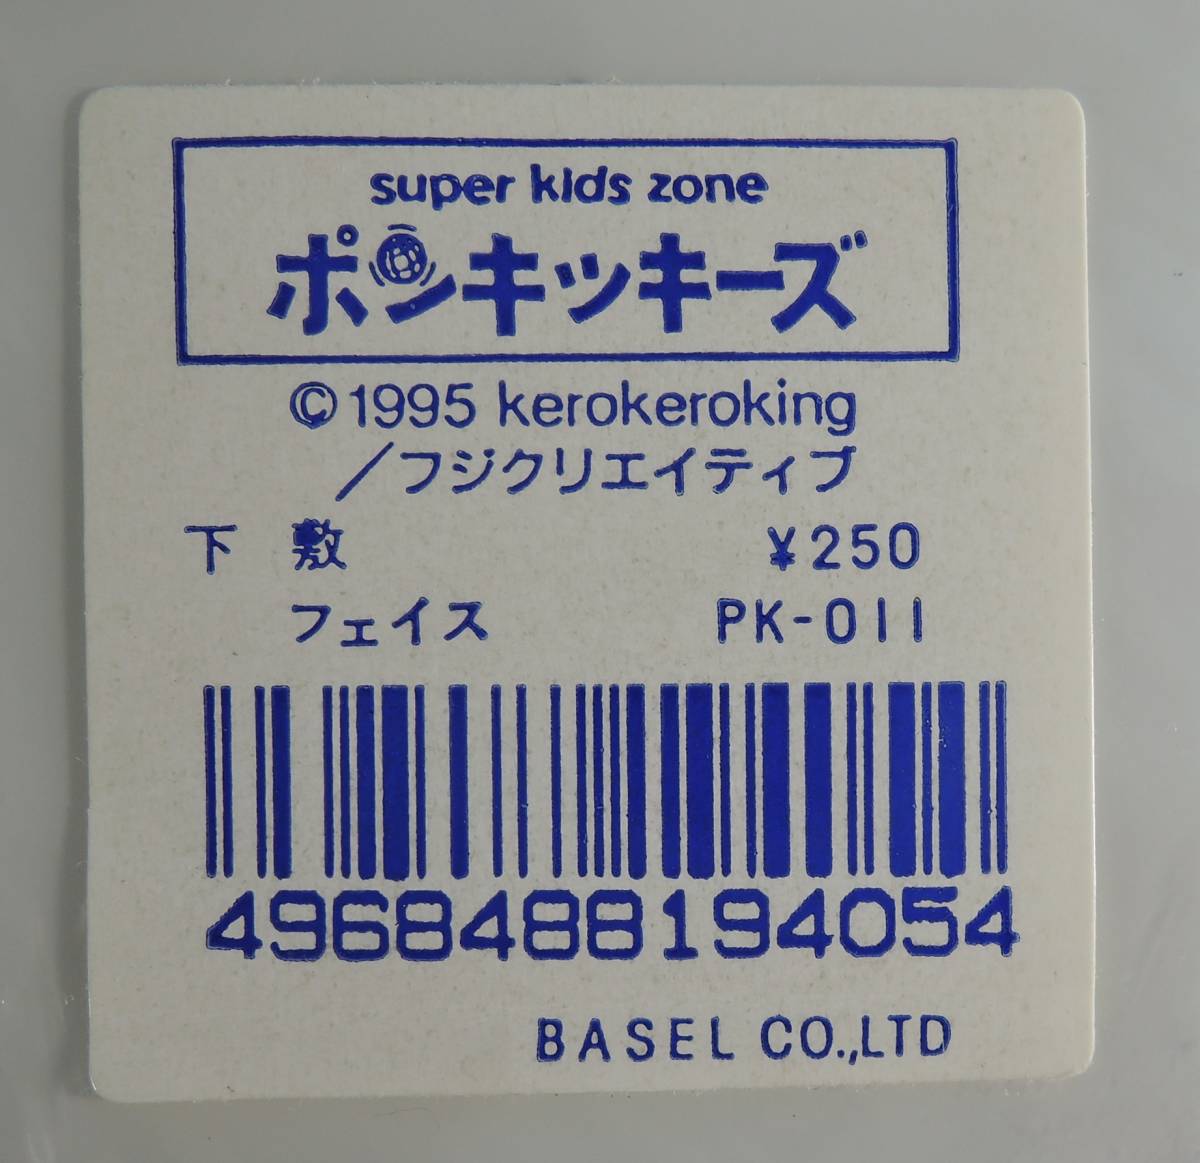 super kids zone
ポンキッキーズ
©1995 kerokeroking
/フジクリエイティブ
下 敷 ¥250
フェイス PK-011
4968488194054
BASEL CO.,LTD